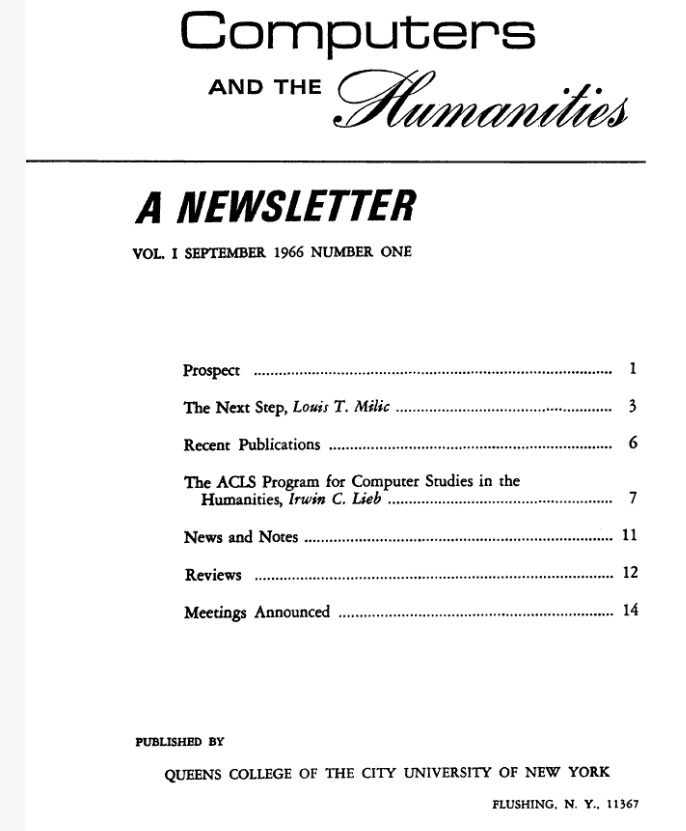 Computers
AND THE Humanities
A NEWSLETTER
VOL. I SEPTEMBER 1966 NUMBER ONE
Prospect ........................................................................................ 1
The Next Step, Louis T. Milic ..................................................... 3
Recent Publications ..................................................................... 6
The ACLS Program for Computer Studies in the
Humanities, Irwin C. Lieb ....................................................... 7
News and Notes ........................................................................... 11
Reviews ........................................................................................ 12
Meetings Announced ................................................................... 14
PUBLISHED BY
QUEENS COLLEGE OF THE CITY UNIVERSITY OF NEW YORK
FLUSHING, N. Y., 11367